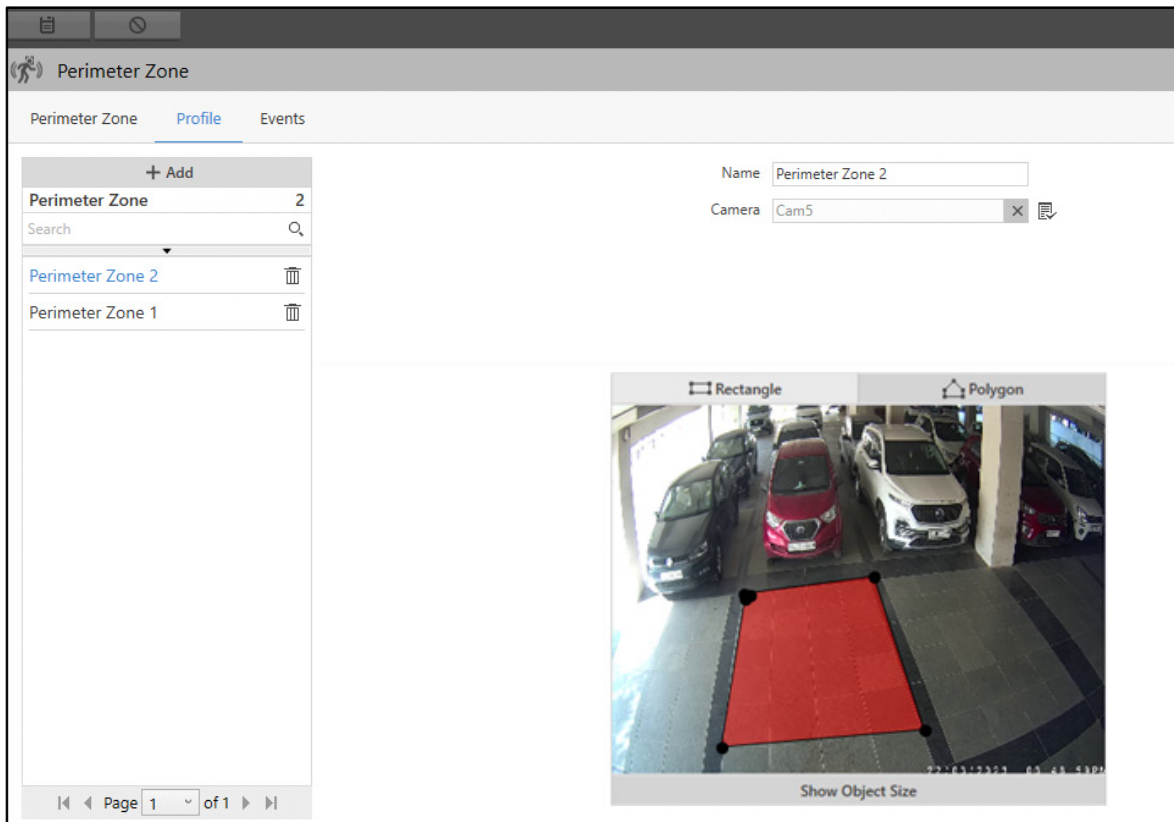 Perimeter Zone
Perimeter Zone Profile Events
+ Add
Perimeter Zone 2
Search
Perimeter Zone 2
Perimeter Zone 1
Page 1 of 1
Name Perimeter Zone 2
Camera Cam5
Rectangle Polygon
Show Object Size